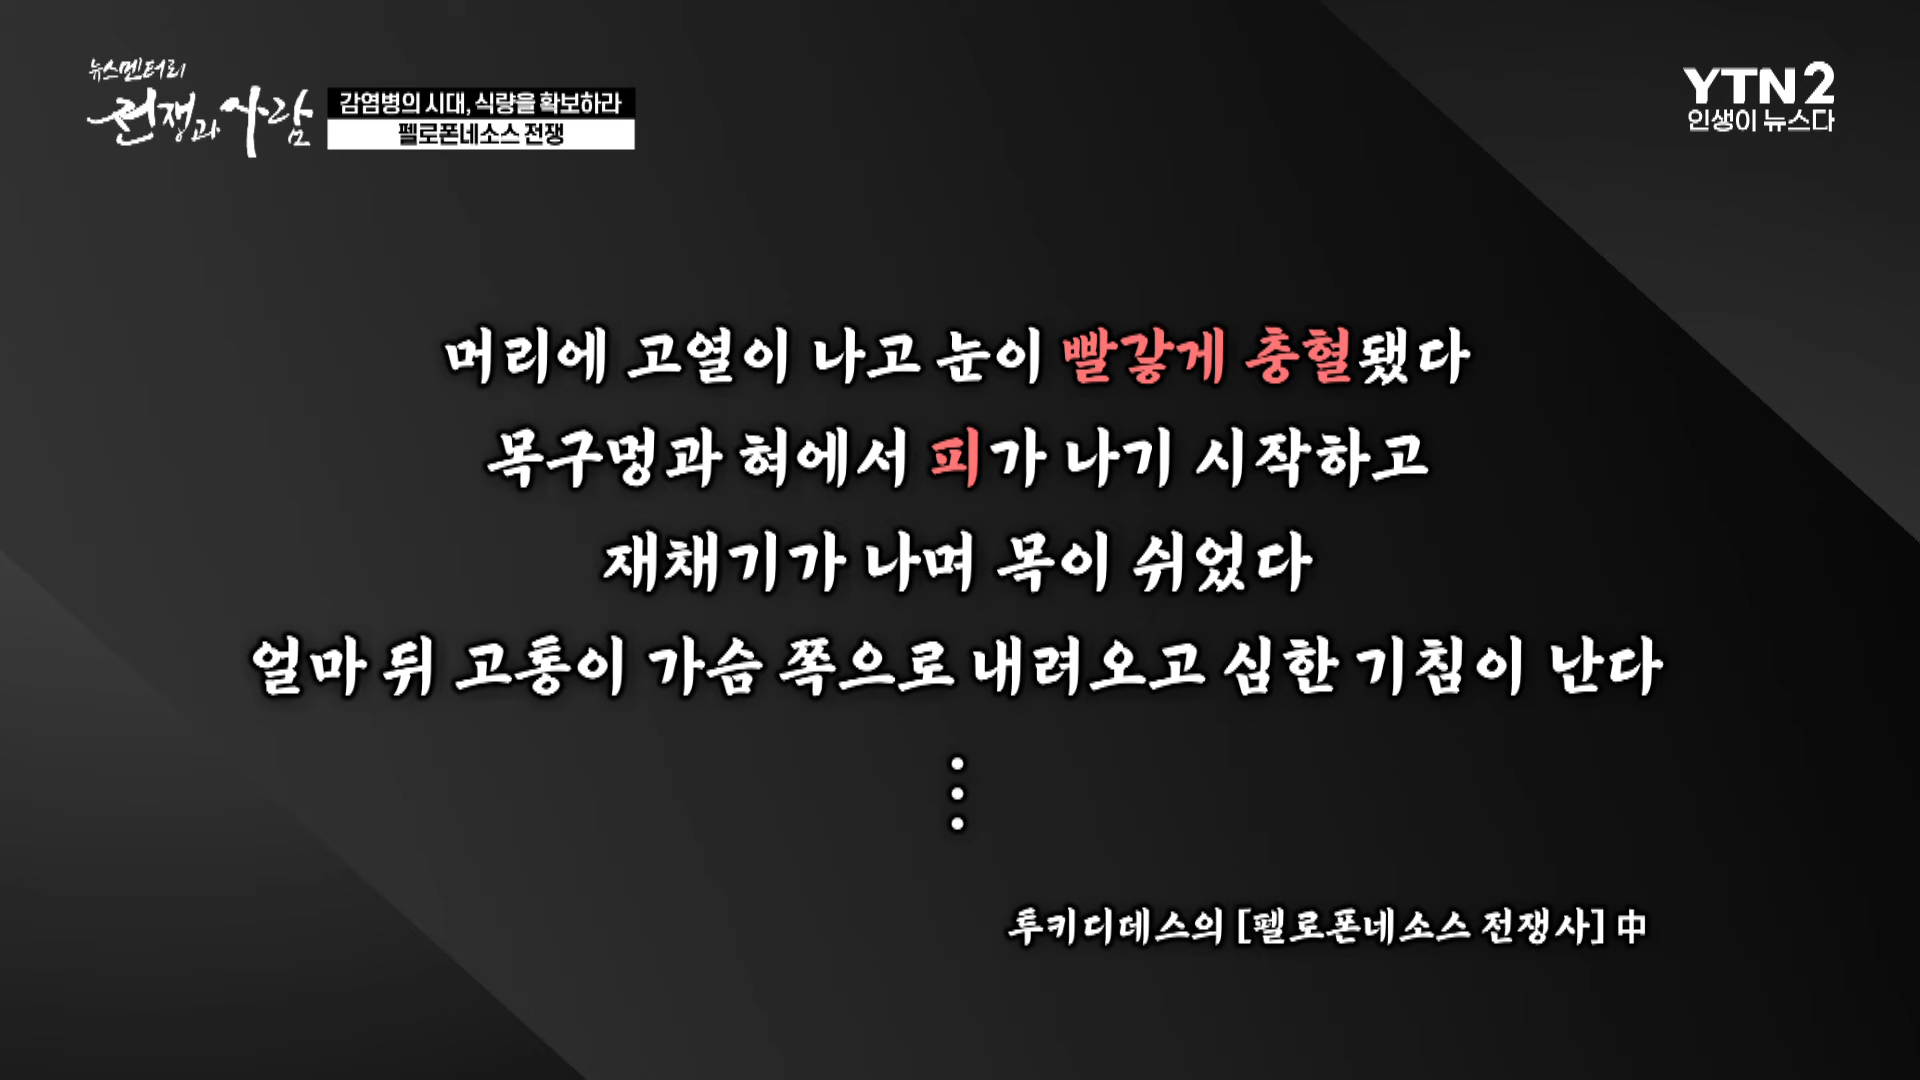 뉴스멘터리
전쟁과 사람
감염병의 시대, 식량을 확보하라
펠로폰네소스 전쟁
YTN2
인생이 뉴스다
머리에 고열이 나고 눈이 빨갛게 충혈됐다
목구멍과 혀에서 피가 나기 시작하고
재채기가 나며 목이 쉬었다
얼마 뒤 고통이 가슴 쪽으로 내려오고 심한 기침이 난다
⋮
투키디데스의 [펠로폰네소스 전쟁사] 中